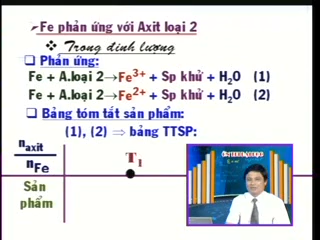 ➢Fe phản ứng với Axit loại 2
❖ Trong định lượng
❑ Phản ứng:
Fe + A.loại 2→Fe³⁺ + Sp khử + H₂O (1)
Fe + A.loại 2→Fe²⁺ + Sp khử + H₂O (2)
❑ Bảng tóm tắt sản phẩm:
(1), (2) ⇒ bảng TTSP:
n axit
n Fe
T₁
Sản
phẩm